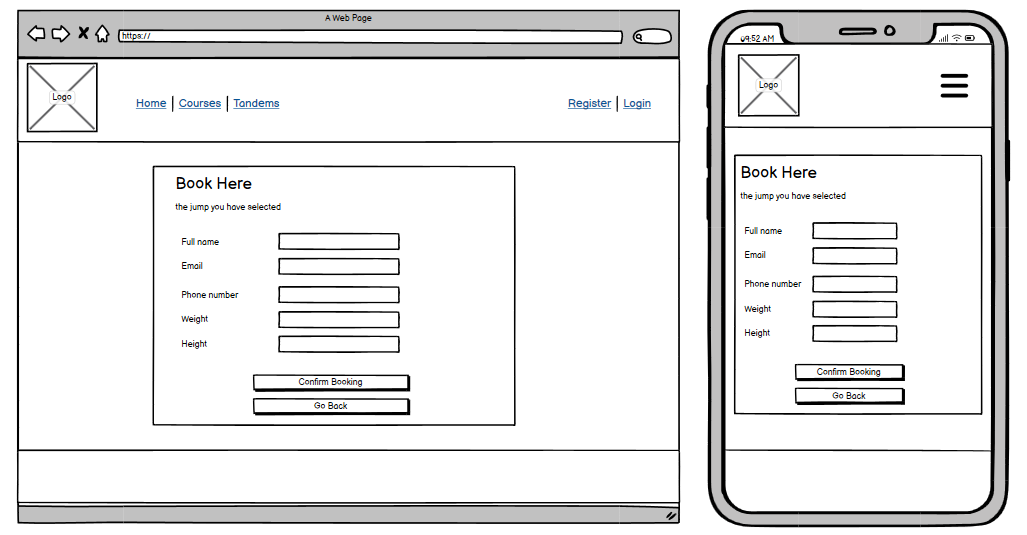 A Web Page
https://
Logo
Home | Courses | Tandems
Register | Login
Book Here
the jump you have selected
Full name
Email
Phone number
Weight
Height
Confirm Booking
Go Back
09:52 AM
Logo
Book Here
the jump you have selected
Full name
Email
Phone number
Weight
Height
Confirm Booking
Go Back